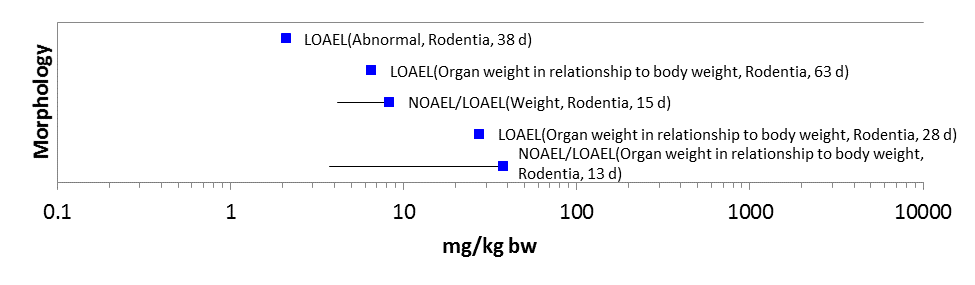 Morphology
LOAEL(Abnormal, Rodentia, 38 d)
LOAEL(Organ weight in relationship to body weight, Rodentia, 63 d)
NOAEL/LOAEL(Weight, Rodentia, 15 d)
LOAEL(Organ weight in relationship to body weight, Rodentia, 28 d)
NOAEL/LOAEL(Organ weight in relationship to body weight,
Rodentia, 13 d)
0.1 1 10 100 1000 10000
mg/kg bw